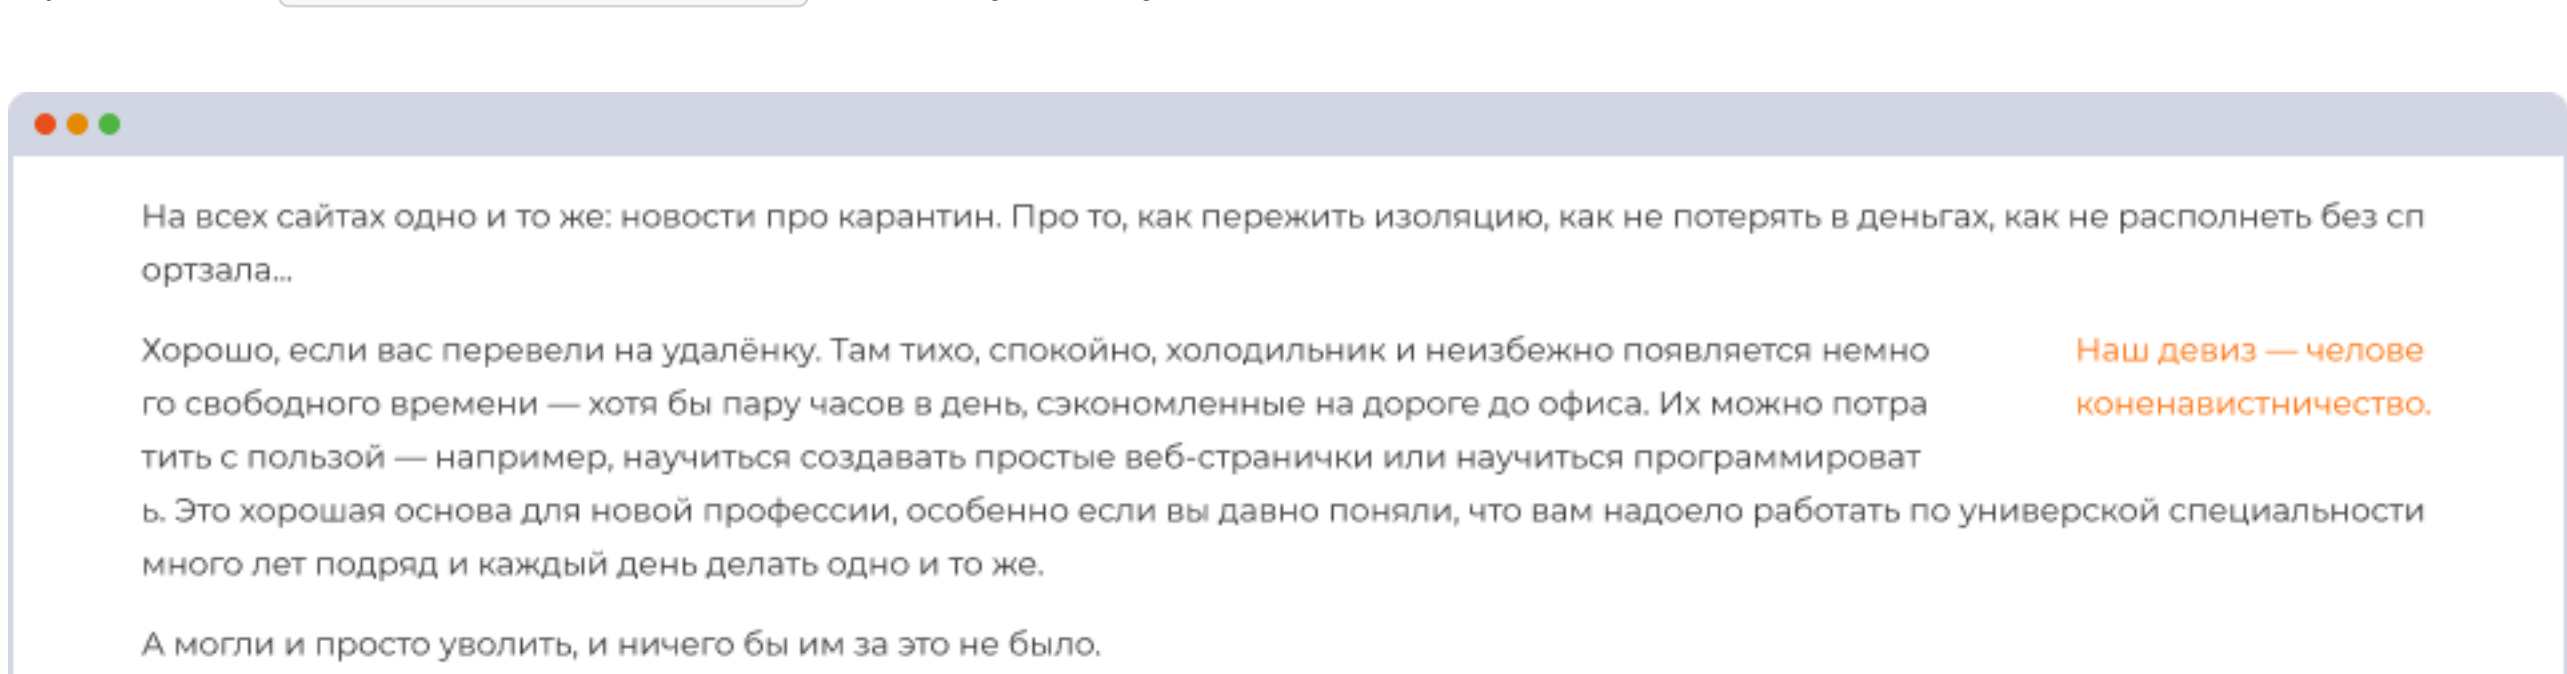 На всех сайтах одно и то же: новости про карантин. Про то, как пережить изоляцию, как не потерять в деньгах, как не располнеть без сп
ортзала...
Хорошо, если вас перевели на удалёнку. Там тихо, спокойно, холодильник и неизбежно появляется немно
го свободного времени — хотя бы пару часов в день, сэкономленные на дороге до офиса. Их можно потра
тить с пользой — например, научиться создавать простые веб-странички или научиться программироват
ь. Это хорошая основа для новой профессии, особенно если вы давно поняли, что вам надоело работать по универской специальности
много лет подряд и каждый день делать одно и то же.
Наш девиз — челове
коненавистничество.
А могли и просто уволить, и ничего бы им за это не было.